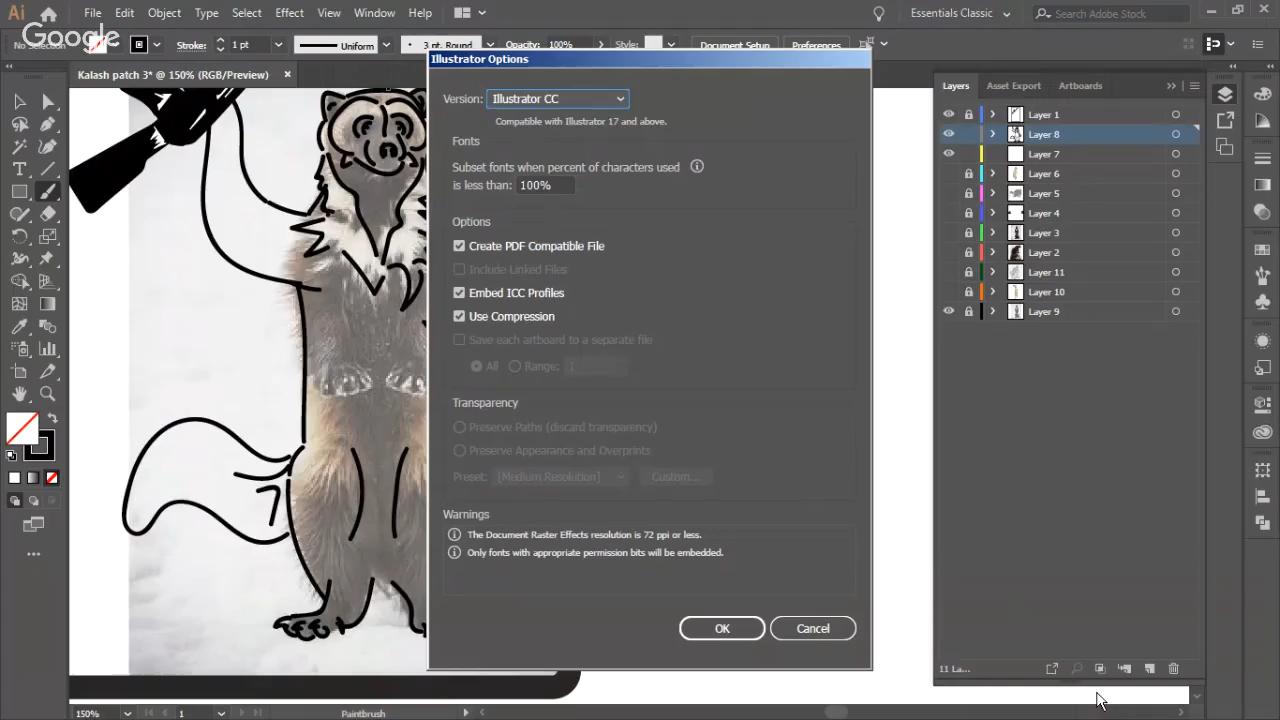 Ai File Edit Object Type Select Effect View Window Help Essentials Classic Search Adobe Stock
Google
No Selection Stroke: 1 pt Uniform 3 pt. Round Opacity: 100% Style: Document Setup Preferences
Kalash patch 3* @ 150% (RGB/Preview)
Illustrator Options
Version: Illustrator CC
Compatible with Illustrator 17 and above.
Fonts
Subset fonts when percent of characters used
is less than: 100%
Options
Create PDF Compatible File
Include Linked Files
Embed ICC Profiles
Use Compression
Save each artboard to a separate file
All Range: 1
Transparency
Preserve Paths (discard transparency)
Preserve Appearance and Overprints
Preset: [Medium Resolution] Custom...
Warnings
The Document Raster Effects resolution is 72 ppi or less.
Only fonts with appropriate permission bits will be embedded.
OK Cancel
Layers Asset Export Artboards
Layer 1
Layer 8
Layer 7
Layer 6
Layer 5
Layer 4
Layer 3
Layer 2
Layer 11
Layer 10
Layer 9
11 La...
150% 1 Paintbrush